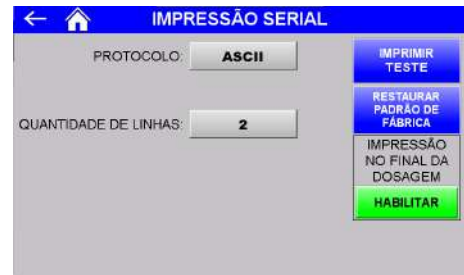 IMPRESSÃO SERIAL
PROTOCOLO: ASCII
QUANTIDADE DE LINHAS: 2
IMPRIMIR
TESTE
RESTAURAR
PADRÃO DE
FÁBRICA
IMPRESSÃO
NO FINAL DA
DOSAGEM
HABILITAR